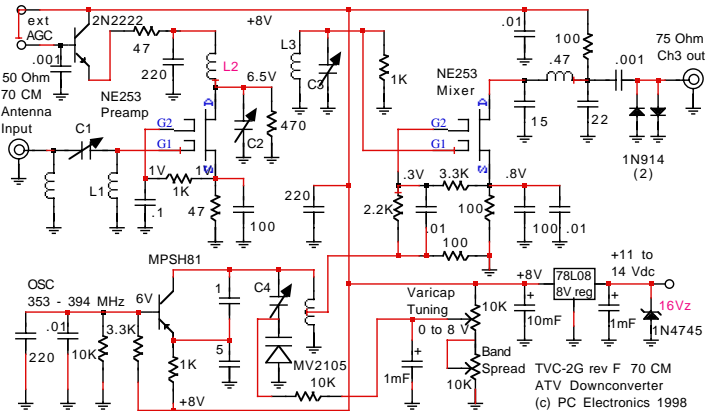 ext
AGC
2N2222
+8V
.01
100
75 Ohm
Ch3 out
47
.001
220
L2
L3
6.5V
C3
1K
NE253
Mixer
.47
.001
50 Ohm
70 CM
Antenna
Input
NE253
Preamp
D
G2
G1
S
C1
C2
470
D
G2
G1
S
15
22
1N914
(2)
L1
1V
1V
1K
.1
47
100
220
.3V
3.3K
.8V
2.2K
.01
100
100
.01
100
MPSH81
OSC
353 - 394 MHz
6V
1
C4
5
.01
220
10K
3.3K
1K
+8V
MV2105
10K
+
1mF
Varicap
Tuning
0 to 8 V
10K
Band
Spread
10K
+8V
78L08
8V reg
+11 to
14 Vdc
+
10mF
+
1mF
16Vz
1N4745
TVC-2G rev F 70 CM
ATV Downconverter
(c) PC Electronics 1998